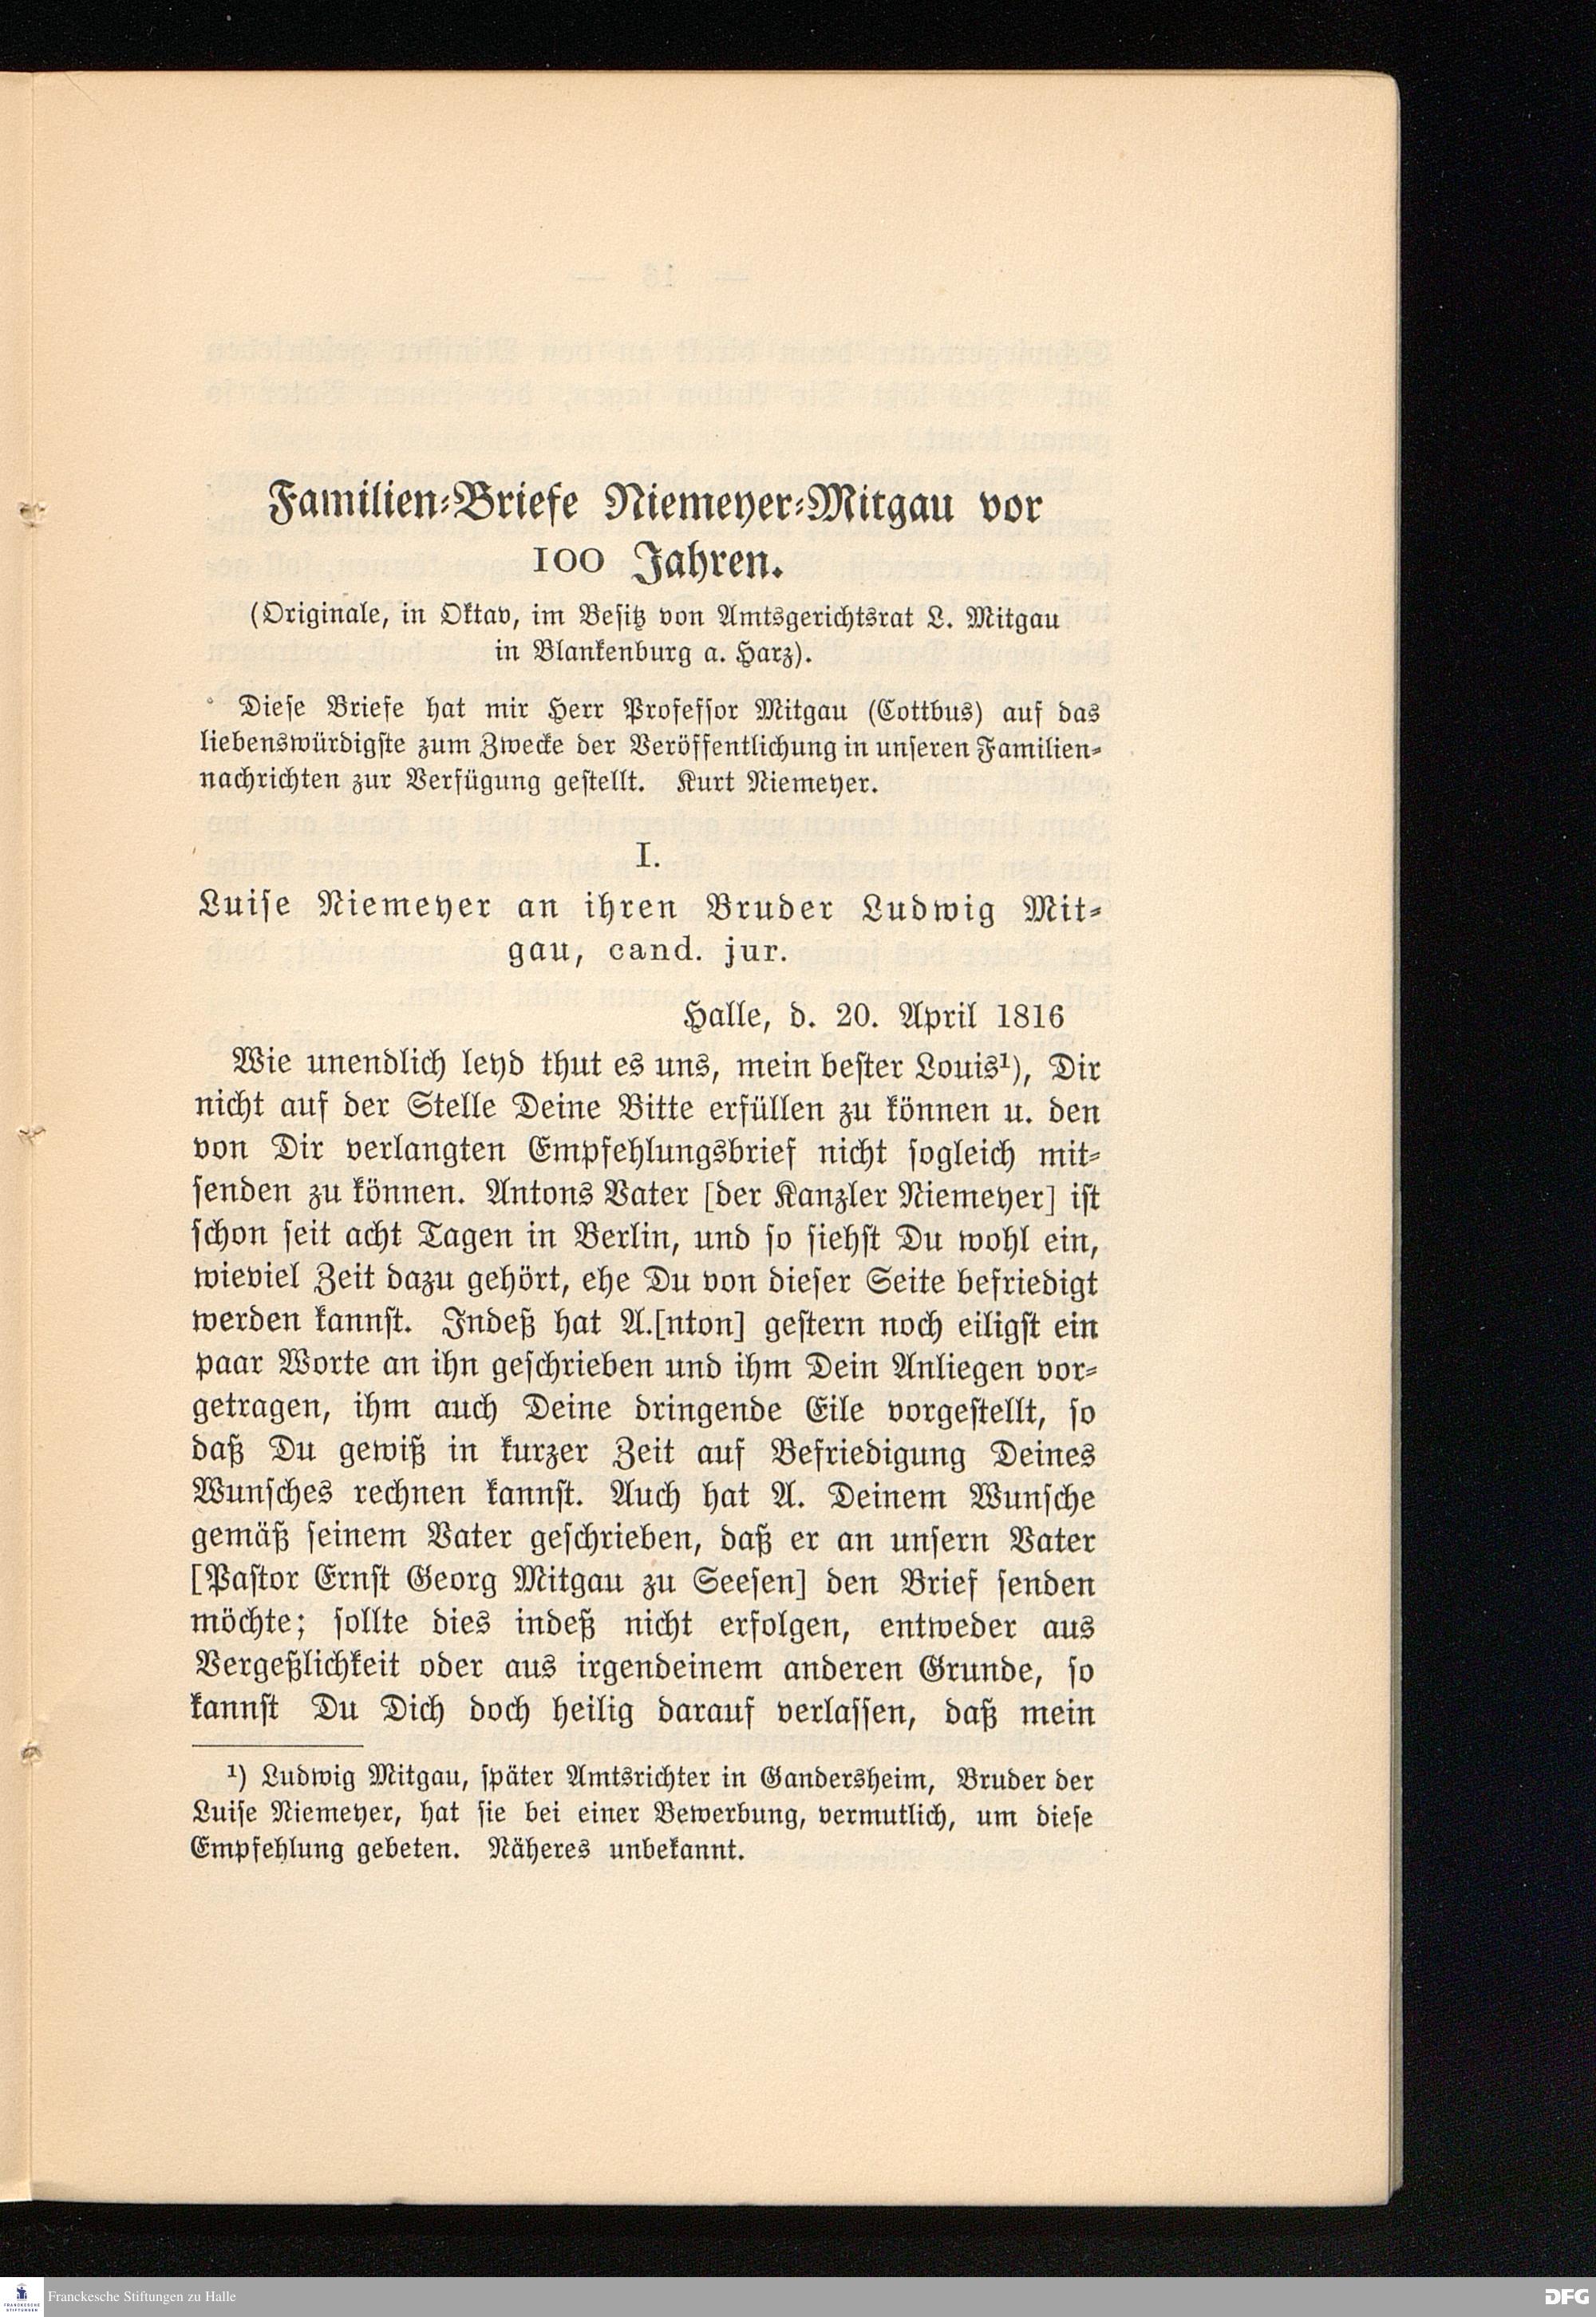 Familien-Briefe Niemeyer-Mitgau vor
100 Jahren.
(Originale, in Oktav, im Besitz von Amtsgerichtsrat L. Mitgau
in Blankenburg a. Harz).
Diese Briefe hat mir Herr Professor Mitgau (Cottbus) auf das
liebenswürdigste zum Zwecke der Veröffentlichung in unseren Familien-
nachrichten zur Verfügung gestellt. Kurt Niemeyer.
I.
Luise Niemeyer an ihren Bruder Ludwig Mit-
gau, cand. jur.
Halle, d. 20. April 1816
Wie unendlich leyd thut es uns, mein bester Louis¹), Dir
nicht auf der Stelle Deine Bitte erfüllen zu können u. den
von Dir verlangten Empfehlungsbrief nicht sogleich mit-
senden zu können. Antons Vater [der Kanzler Niemeyer] ist
schon seit acht Tagen in Berlin, und so siehst Du wohl ein,
wieviel Zeit dazu gehört, ehe Du von dieser Seite befriedigt
werden kannst. Indeß hat A.[nton] gestern noch eiligst ein
paar Worte an ihn geschrieben und ihm Dein Anliegen vor-
getragen, ihm auch Deine dringende Eile vorgestellt, so
daß Du gewiß in kurzer Zeit auf Befriedigung Deines
Wunsches rechnen kannst. Auch hat A. Deinem Wunsche
gemäß seinem Vater geschrieben, daß er an unsern Vater
[Pastor Ernst Georg Mitgau zu Seesen] den Brief senden
möchte; sollte dies indeß nicht erfolgen, entweder aus
Vergeßlichkeit oder aus irgendeinem anderen Grunde, so
kannst Du Dich doch heilig darauf verlassen, daß mein
¹) Ludwig Mitgau, später Amtsrichter in Gandersheim, Bruder der
Luise Niemeyer, hat sie bei einer Bewerbung, vermutlich, um diese
Empfehlung gebeten. Näheres unbekannt.
FRANCKESCHE
STIFTUNGEN
Franckesche Stiftungen zu Halle
DFG